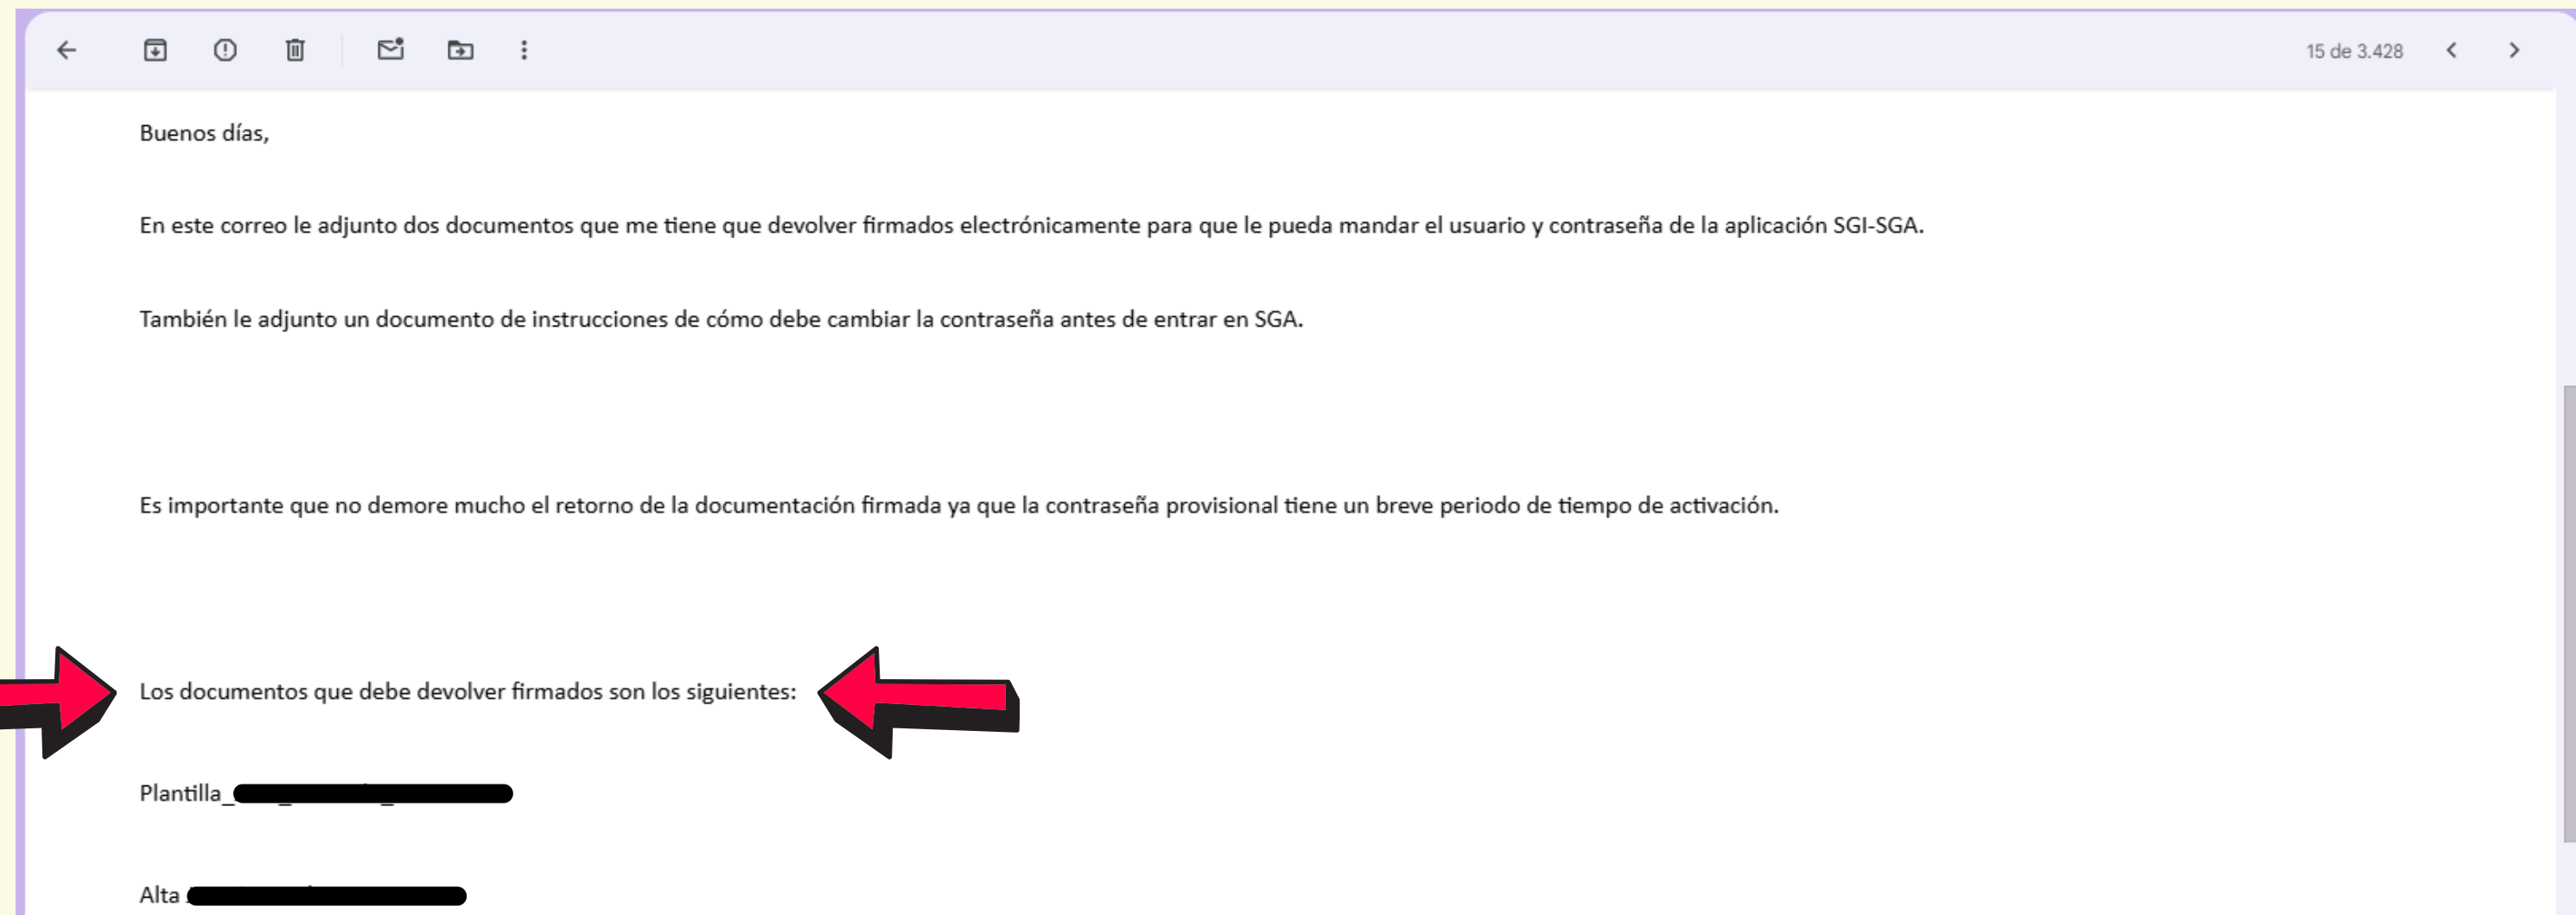 15 de 3.428
Buenos días,
En este correo le adjunto dos documentos que me tiene que devolver firmados electrónicamente para que le pueda mandar el usuario y contraseña de la aplicación SGI-SGA.
También le adjunto un documento de instrucciones de cómo debe cambiar la contraseña antes de entrar en SGA.
Es importante que no demore mucho el retorno de la documentación firmada ya que la contraseña provisional tiene un breve periodo de tiempo de activación.
Los documentos que debe devolver firmados son los siguientes:
Plantilla_
Alta